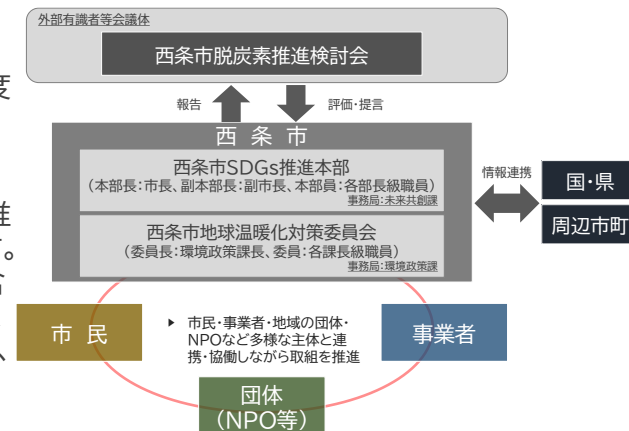 外部有識者等会議体
西条市脱炭素推進検討会
度
報告
評価・提言
西 条 市
西条市SDGs推進本部
（本部長：市長、副本部長：副市長、本部員：各部長級職員）
事務局：未来共創課
情報連携
国・県
周辺市町
西条市地球温暖化対策委員会
（委員長：環境政策課長、委員：各課長級職員）
事務局：環境政策課
。
市 民
▶ 市民・事業者・地域の団体・
NPOなど多様な主体と連
携・協働しながら取組を推進
事業者
、
団体
（NPO等）